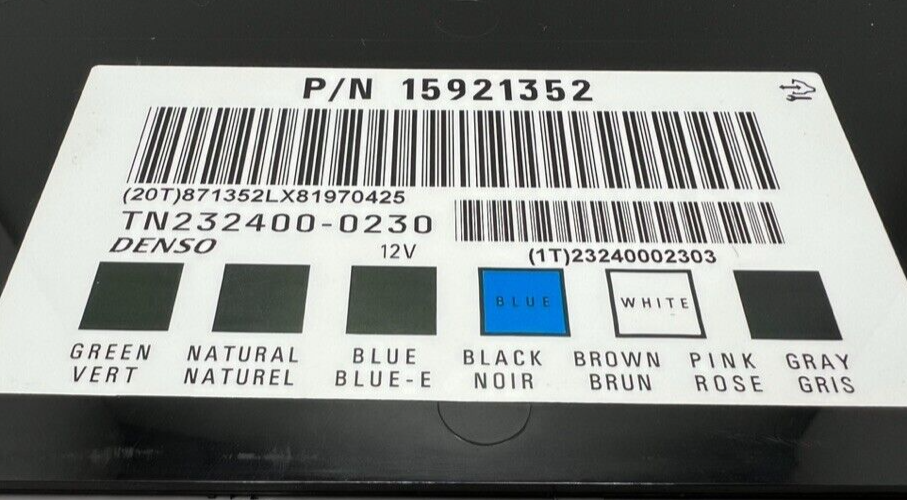 P/N 15921352
(20T)871352LX81970425
TN232400-0230
DENSO 12V
(1T)23240002303
BLUE WHITE
GREEN NATURAL BLUE BLACK BROWN PINK GRAY
VERT NATUREL BLUE-E NOIR BRUN ROSE GRIS